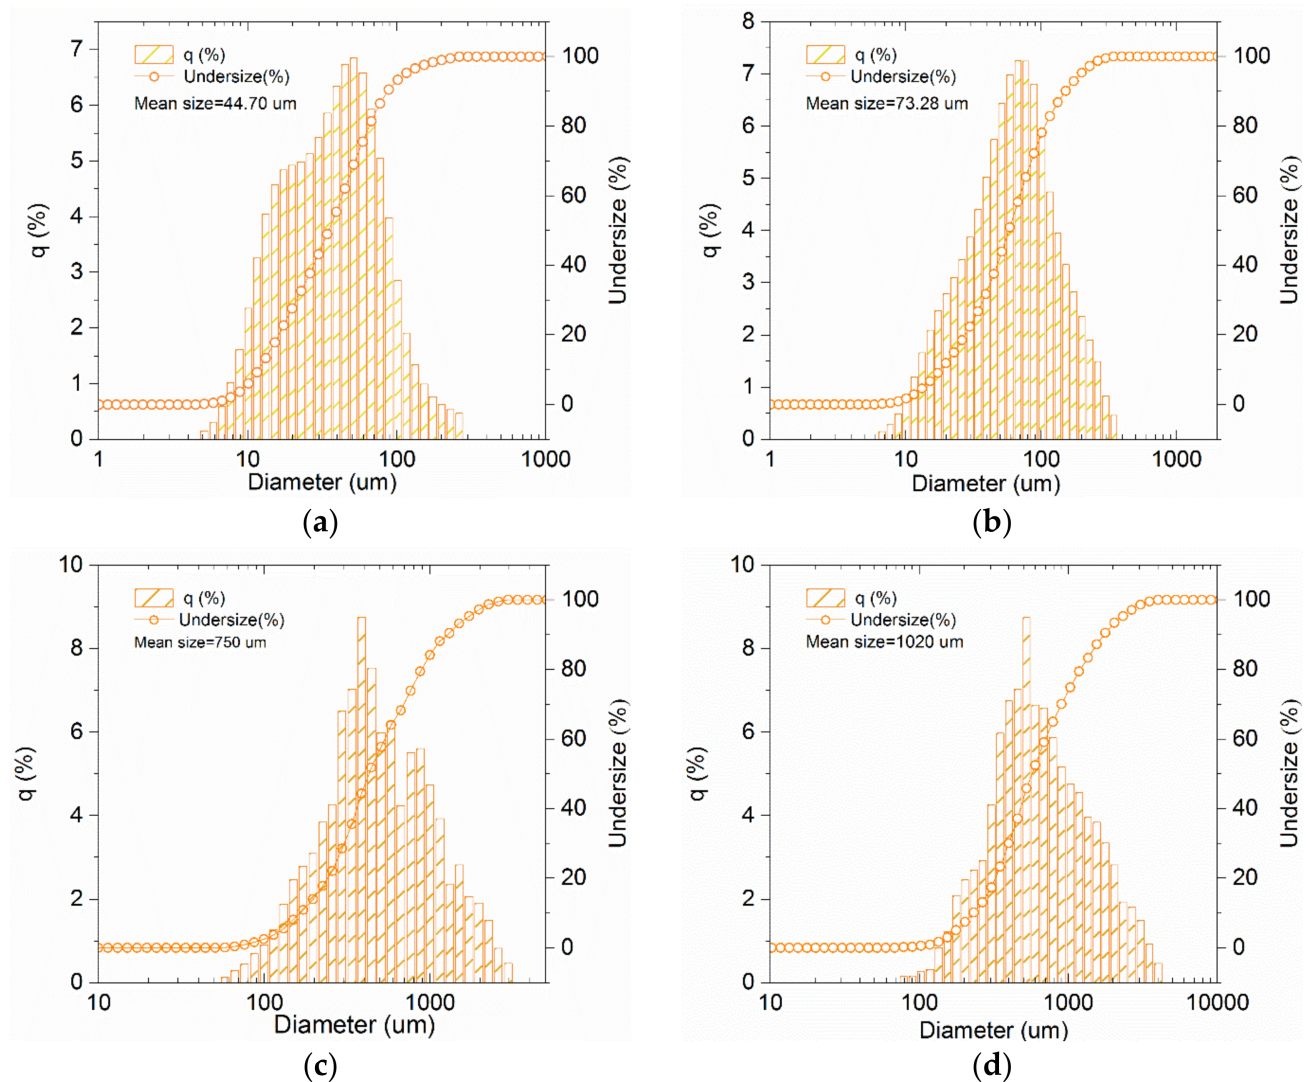 q (%)
Undersize(%)
Mean size=44.70 um
7
6
5
4
3
2
1
0
q (%)
100
80
60
40
20
0
Undersize (%)
1
10
100
1000
Diameter (um)
(a)
q (%)
Undersize(%)
Mean size=73.28 um
8
7
6
5
4
3
2
1
0
q (%)
100
80
60
40
20
0
Undersize (%)
1
10
100
1000
Diameter (um)
(b)
q (%)
Undersize(%)
Mean size=750 um
10
8
6
4
2
0
q (%)
100
80
60
40
20
0
Undersize (%)
10
100
1000
Diameter (um)
(c)
q (%)
Undersize(%)
Mean size=1020 um
10
8
6
4
2
0
q (%)
100
80
60
40
20
0
Undersize (%)
10
100
1000
10000
Diameter (um)
(d)